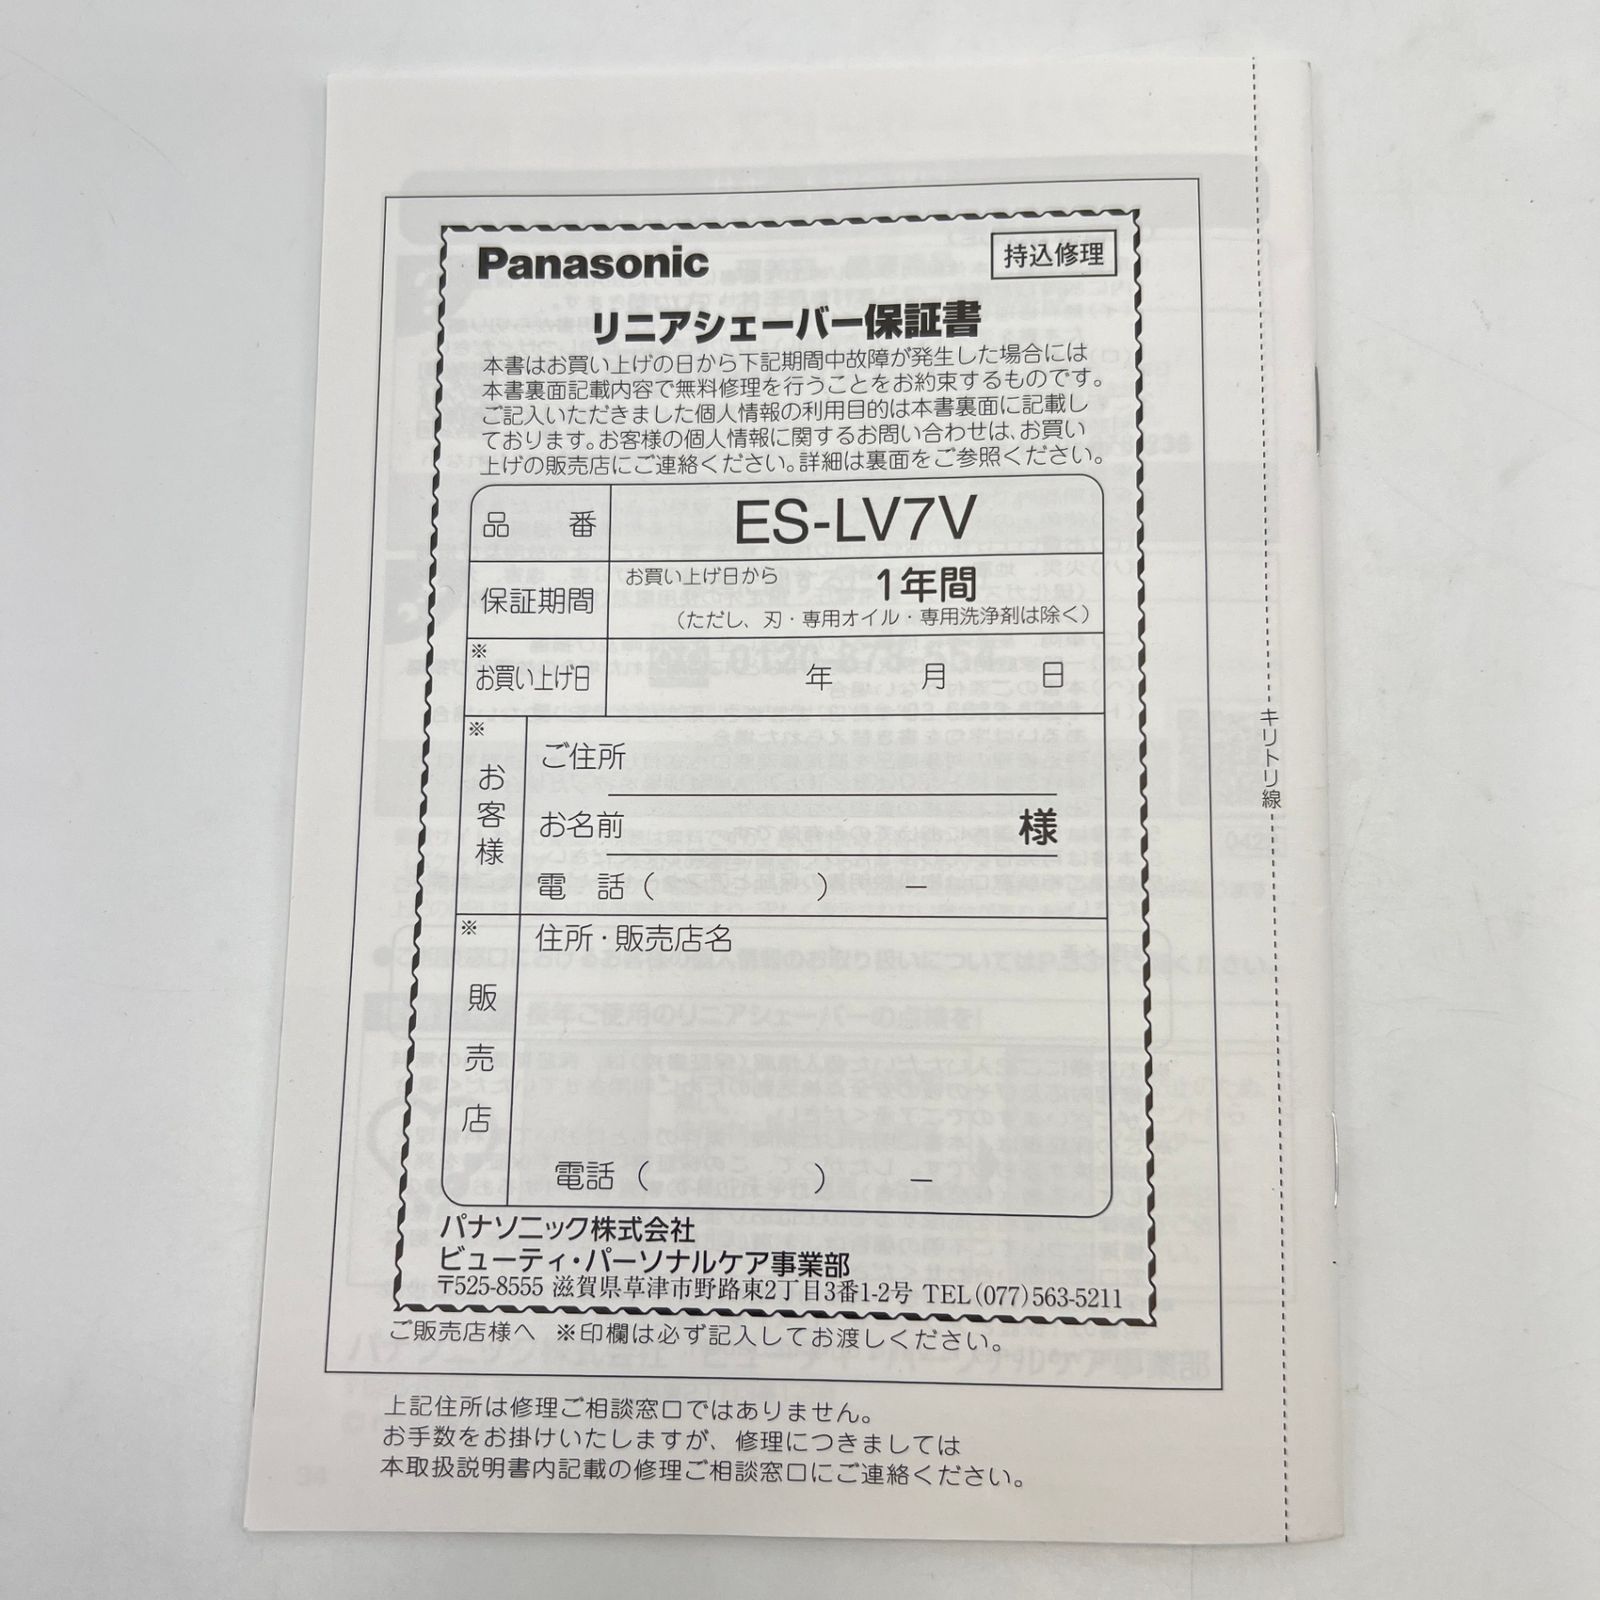 Panasonic
持込修理
リニアシェーバー保証書
本書はお買い上げの日から下記期間中故障が発生した場合には
本書裏面記載内容で無料修理を行うことをお約束するものです。
ご記入いただきました個人情報の利用目的は本書裏面に記載し
ております。お客様の個人情報に関するお問い合わせは、お買い
上げの販売店にご連絡ください。詳細は裏面をご参照ください。
品番 ES-LV7V
保証期間 お買い上げ日から 1年間
(ただし、刃・専用オイル・専用洗浄剤は除く)
※
お買い上げ日 年 月 日
※
お客様
ご住所
お名前 様
電話( ) −
※
販売店
住所・販売店名
電話( ) −
パナソニック株式会社
ビューティ・パーソナルケア事業部
〒525-8555 滋賀県草津市野路東2丁目3番1-2号 TEL(077)563-5211
ご販売店様へ ※印欄は必ず記入してお渡しください。
上記住所は修理ご相談窓口ではありません。
お手数をお掛けいたしますが、修理につきましては
本取扱説明書内記載の修理ご相談窓口にご連絡ください。
キリトリ線